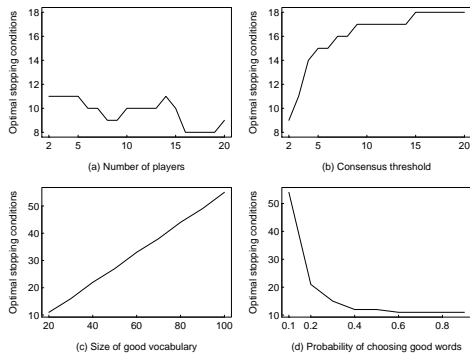 Optimal stopping conditions
18
16
14
12
10
8
2 5 10 15 20
(a) Number of players
Optimal stopping conditions
18
16
14
12
10
8
2 5 10 15 20
(b) Consensus threshold
Optimal stopping conditions
50
40
30
20
10
20 40 60 80 100
(c) Size of good vocabulary
Optimal stopping conditions
50
40
30
20
10
0.1 0.2 0.4 0.6 0.8
(d) Probability of choosing good words